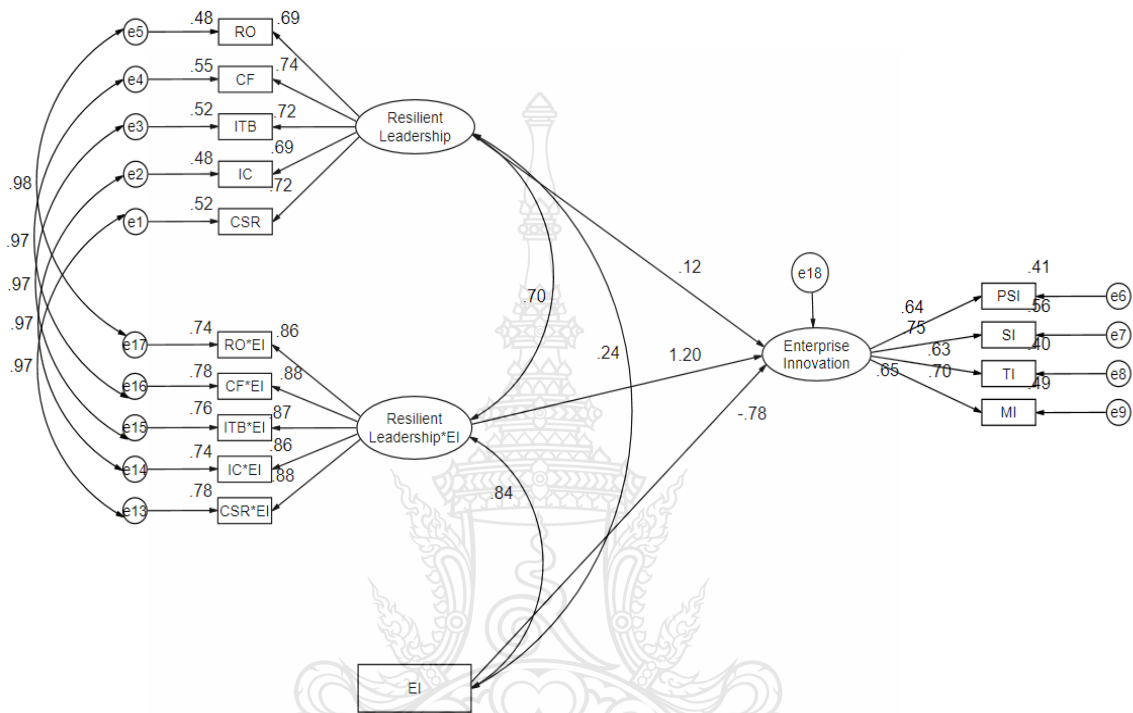 e5
.48
.69
RO
e4
.55
.74
CF
e3
.52
.72
ITB
e2
.48
.69
IC
e1
.52
.72
CSR
Resilient
Leadership
.98
.97
.97
.97
.97
e17
.74
.86
RO*EI
e16
.78
.88
CF*EI
e15
.76
.87
ITB*EI
e14
.74
.86
IC*EI
e13
.78
.88
CSR*EI
Resilient
Leadership*EI
.70
.24
.84
.12
1.20
-.78
EI
e18
Enterprise
Innovation
.65
.64
.75
.63
.70
.41
PSI
e6
.56
SI
e7
.40
TI
e8
.49
MI
e9